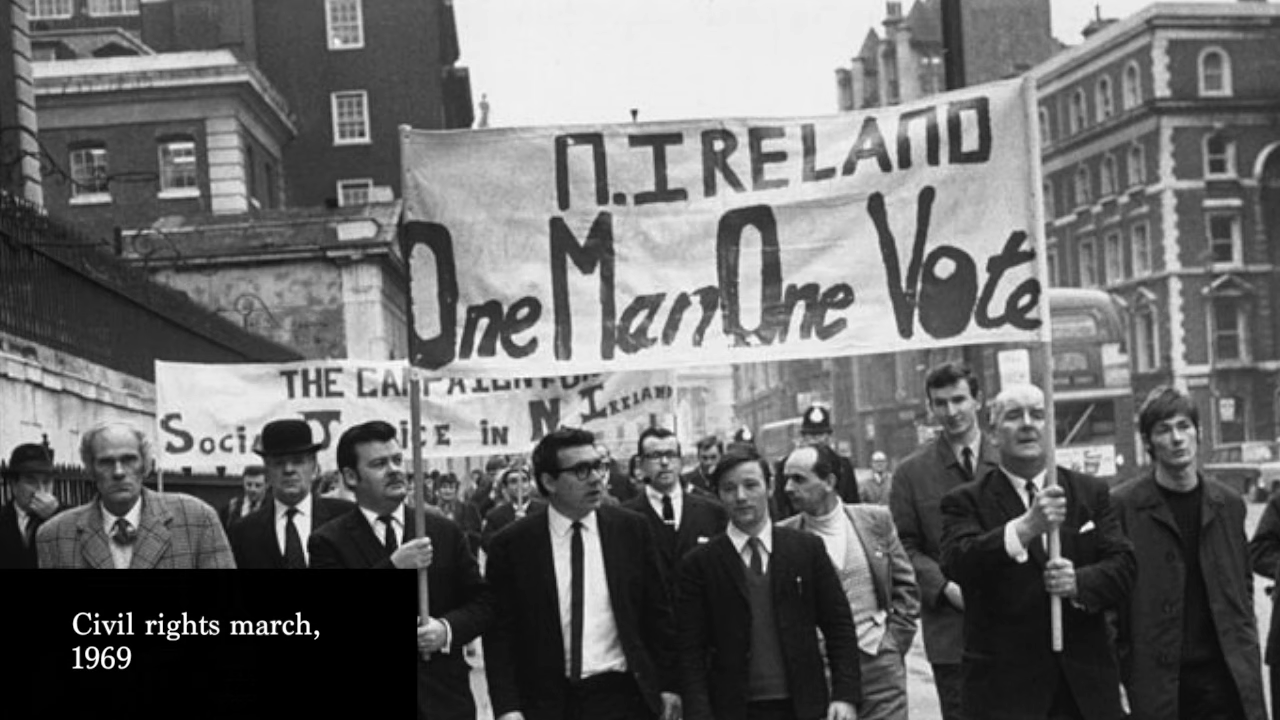 N. IRELAND
One Man One Vote
THE CAMPAIGN FOR
Social Justice in N IRELAND
Civil rights march,
1969